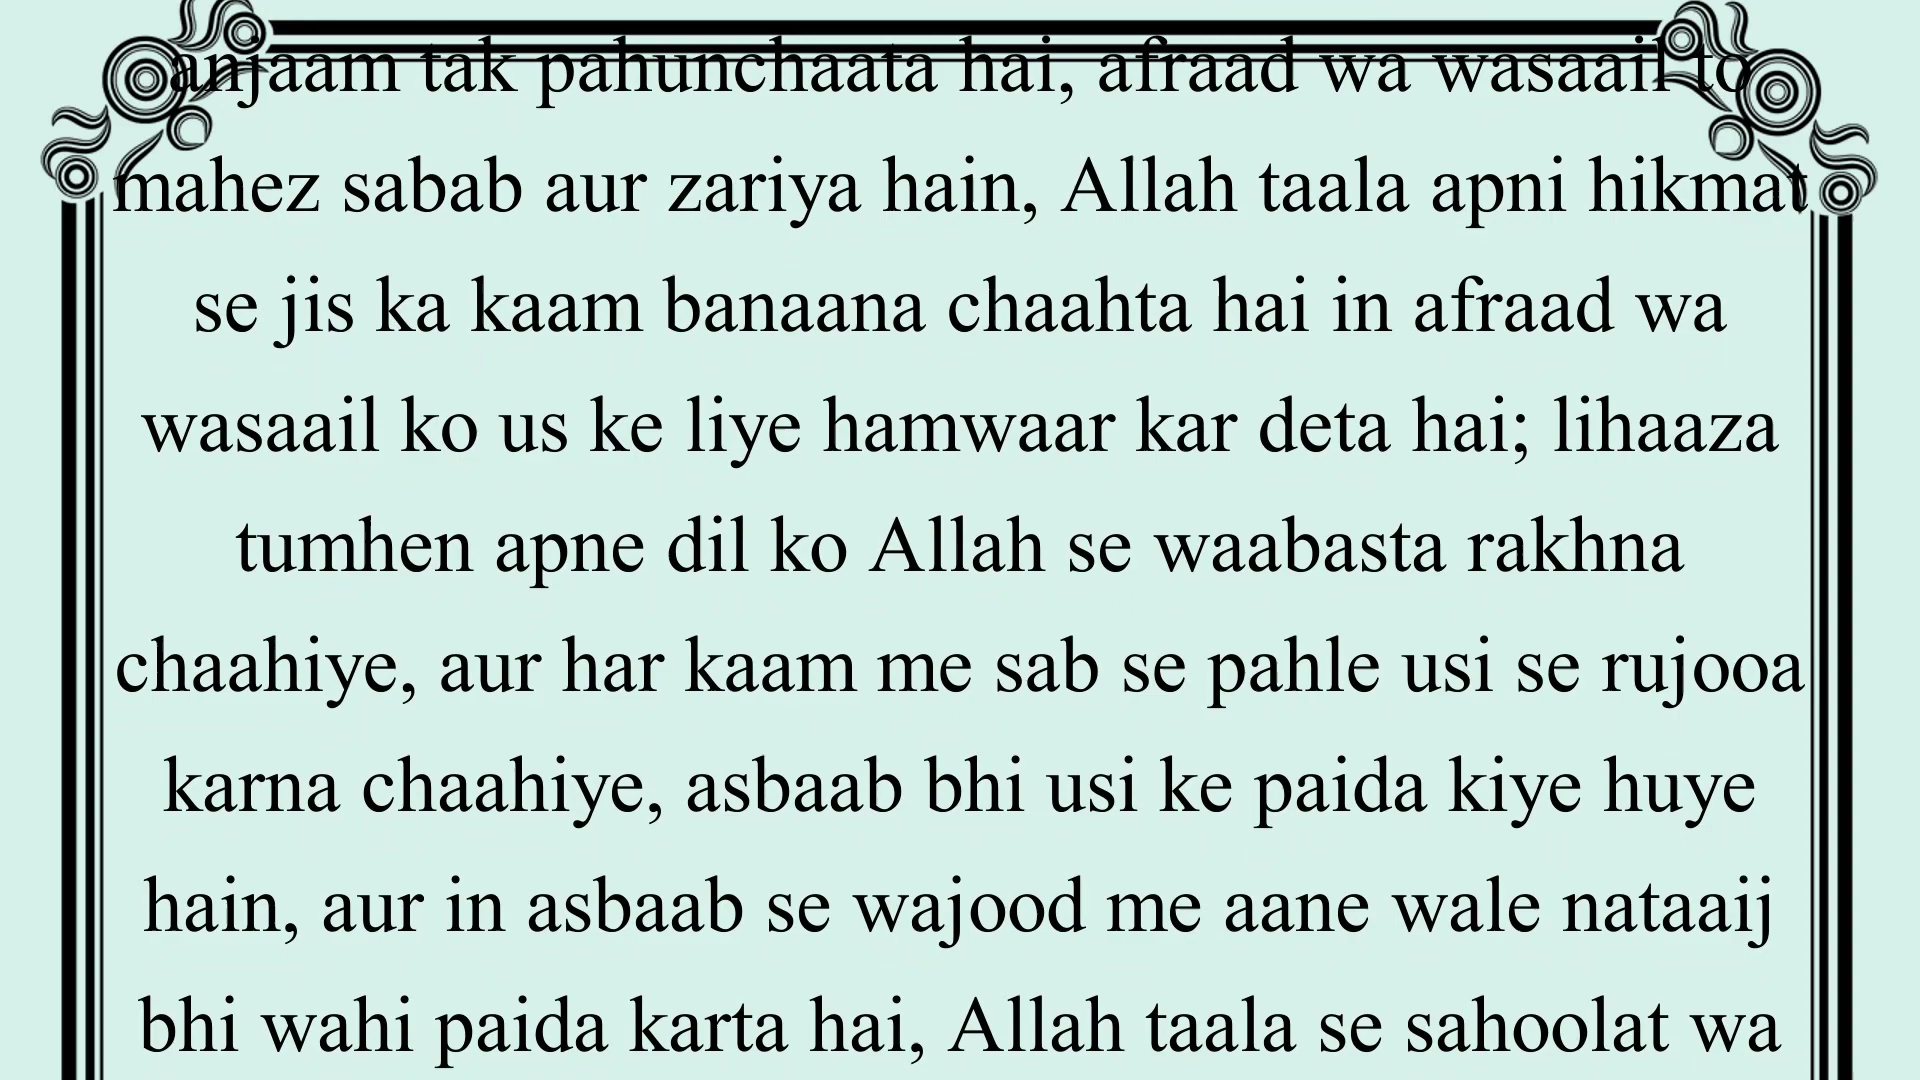 anjaam tak pahunchaata hai, afraad wa wasaail to
mahez sabab aur zariya hain, Allah taala apni hikmat
se jis ka kaam banaana chaahta hai in afraad wa
wasaail ko us ke liye hamwaar kar deta hai; lihaaza
tumhen apne dil ko Allah se waabasta rakhna
chaahiye, aur har kaam me sab se pahle usi se rujooa
karna chaahiye, asbaab bhi usi ke paida kiye huye
hain, aur in asbaab se wajood me aane wale nataaij
bhi wahi paida karta hai, Allah taala se sahoolat wa